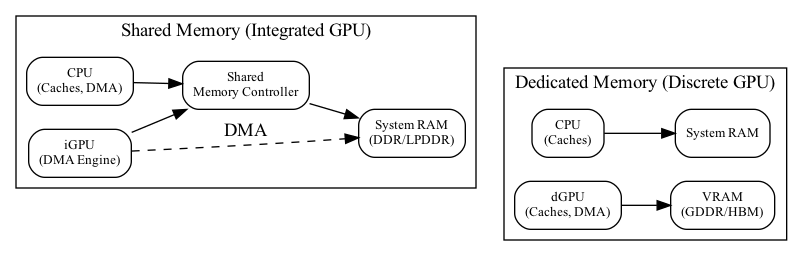 Shared Memory (Integrated GPU)
CPU
(Caches, DMA)
Shared
Memory Controller
iGPU
(DMA Engine)
DMA
System RAM
(DDR/LPDDR)
Dedicated Memory (Discrete GPU)
CPU
(Caches)
System RAM
dGPU
(Caches, DMA)
VRAM
(GDDR/HBM)